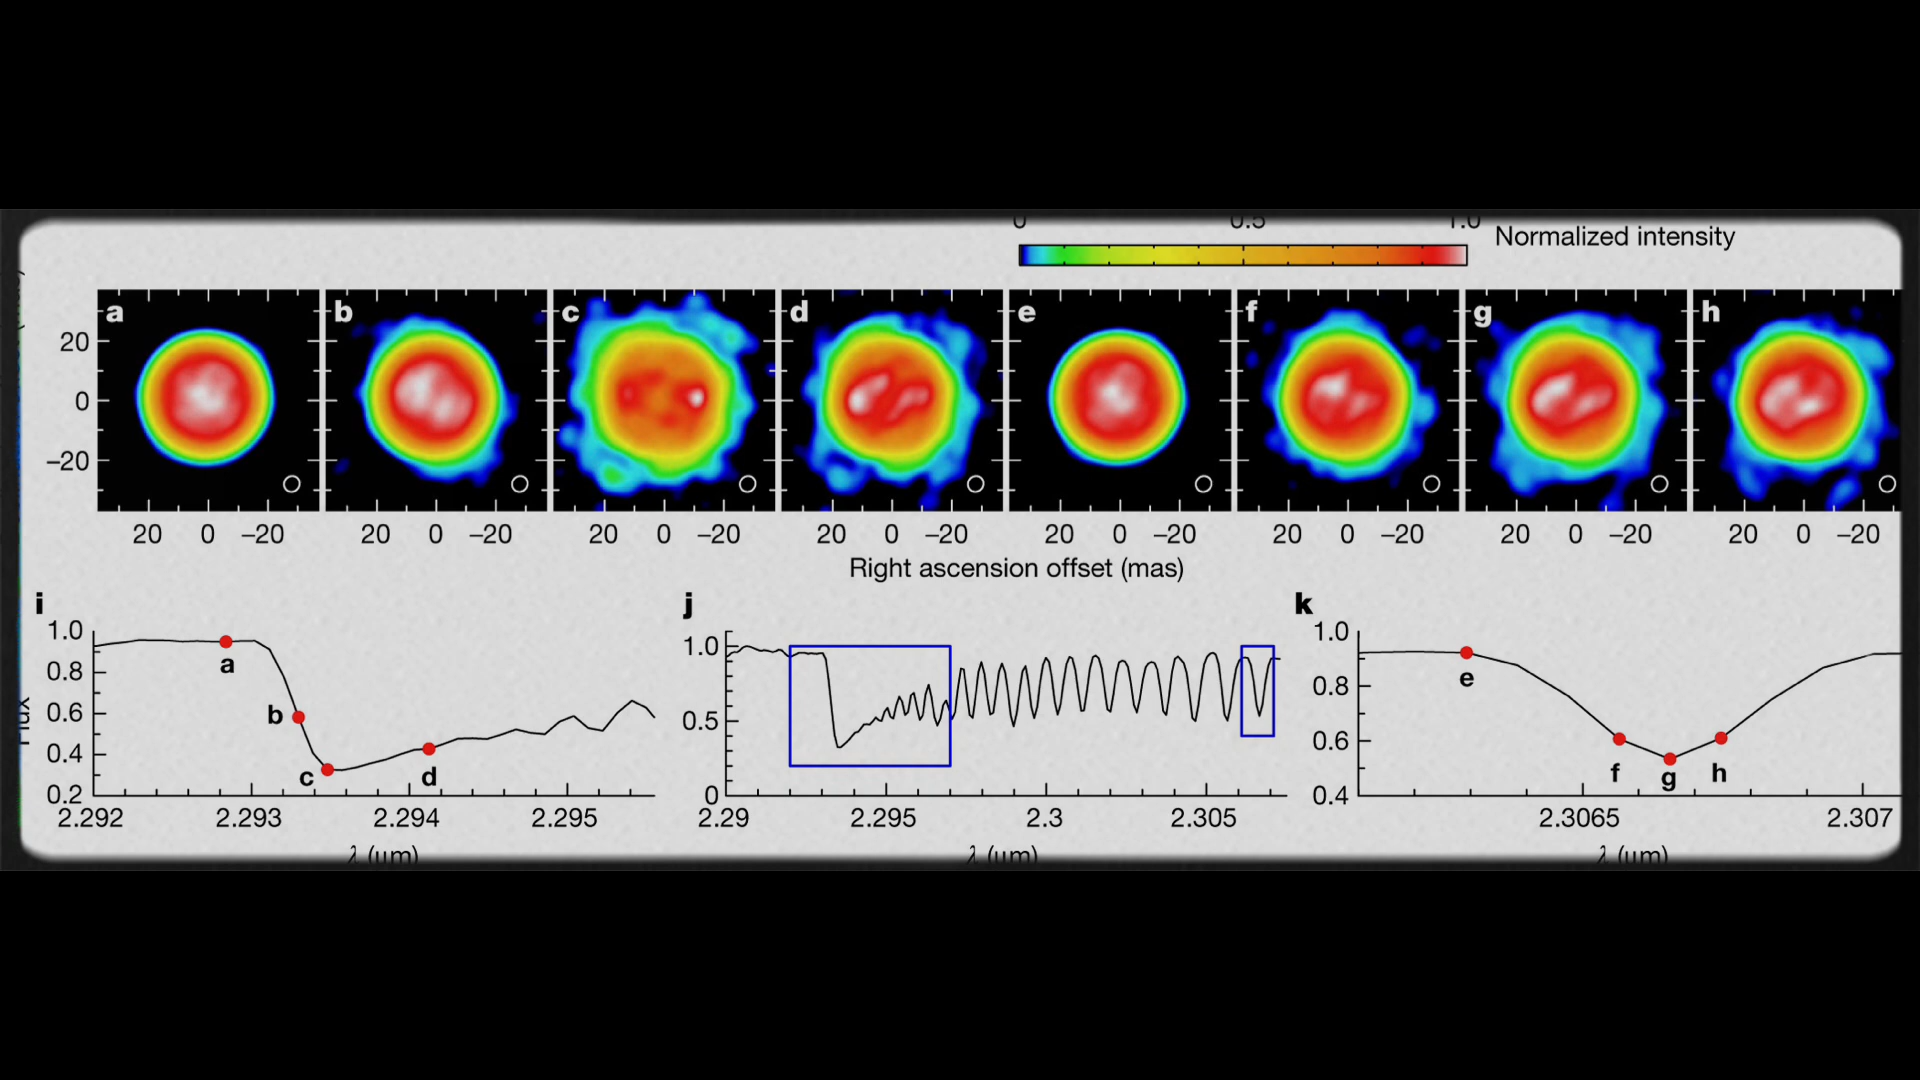 0 0.5 1.0
Normalized intensity
a b c d e f g h
20
0
−20
20 0 −20 20 0 −20 20 0 −20 20 0 −20 20 0 −20 20 0 −20 20 0 −20 20 0 −20
Right ascension offset (mas)
i
1.0
0.8
0.6
0.4
0.2
Flux
a
b
c
d
2.292 2.293 2.294 2.295
λ (μm)
j
1.0
0.5
0
2.29 2.295 2.3 2.305
λ (μm)
k
1.0
0.8
0.6
0.4
e
f
g
h
2.3065 2.307
λ (μm)